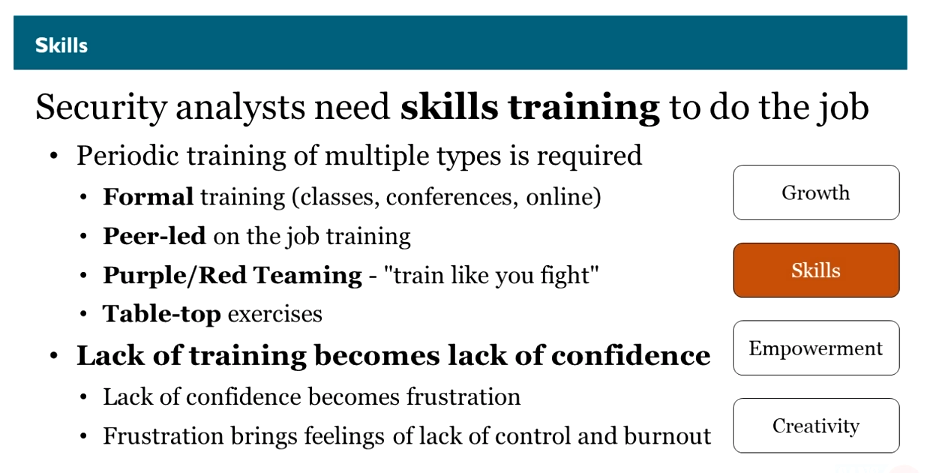 Skills
Security analysts need skills training to do the job
• Periodic training of multiple types is required
• Formal training (classes, conferences, online)
• Peer-led on the job training
• Purple/Red Teaming - "train like you fight"
• Table-top exercises
• Lack of training becomes lack of confidence
• Lack of confidence becomes frustration
• Frustration brings feelings of lack of control and burnout
Growth
Skills
Empowerment
Creativity